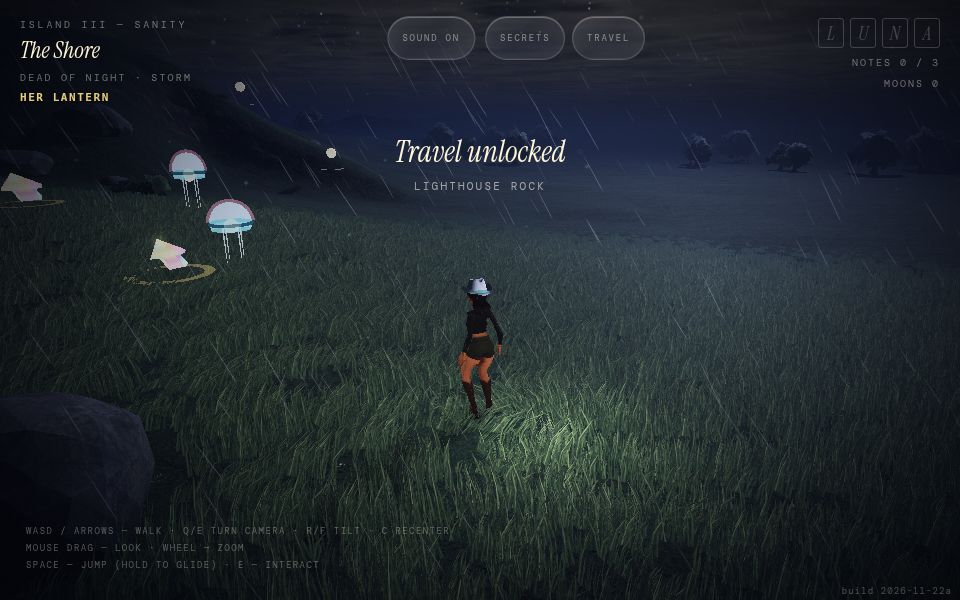 ISLAND III — SANITY
The Shore
DEAD OF NIGHT · STORM
HER LANTERN
SOUND ON
SECRETS
TRAVEL
L U N A
NOTES 0 / 3
MOONS 0
Travel unlocked
LIGHTHOUSE ROCK
WASD / ARROWS — WALK · Q/E TURN CAMERA · R/F TILT · C RECENTER
MOUSE DRAG — LOOK · WHEEL — ZOOM
SPACE — JUMP (HOLD TO GLIDE) · E — INTERACT
build 2026-11-22a